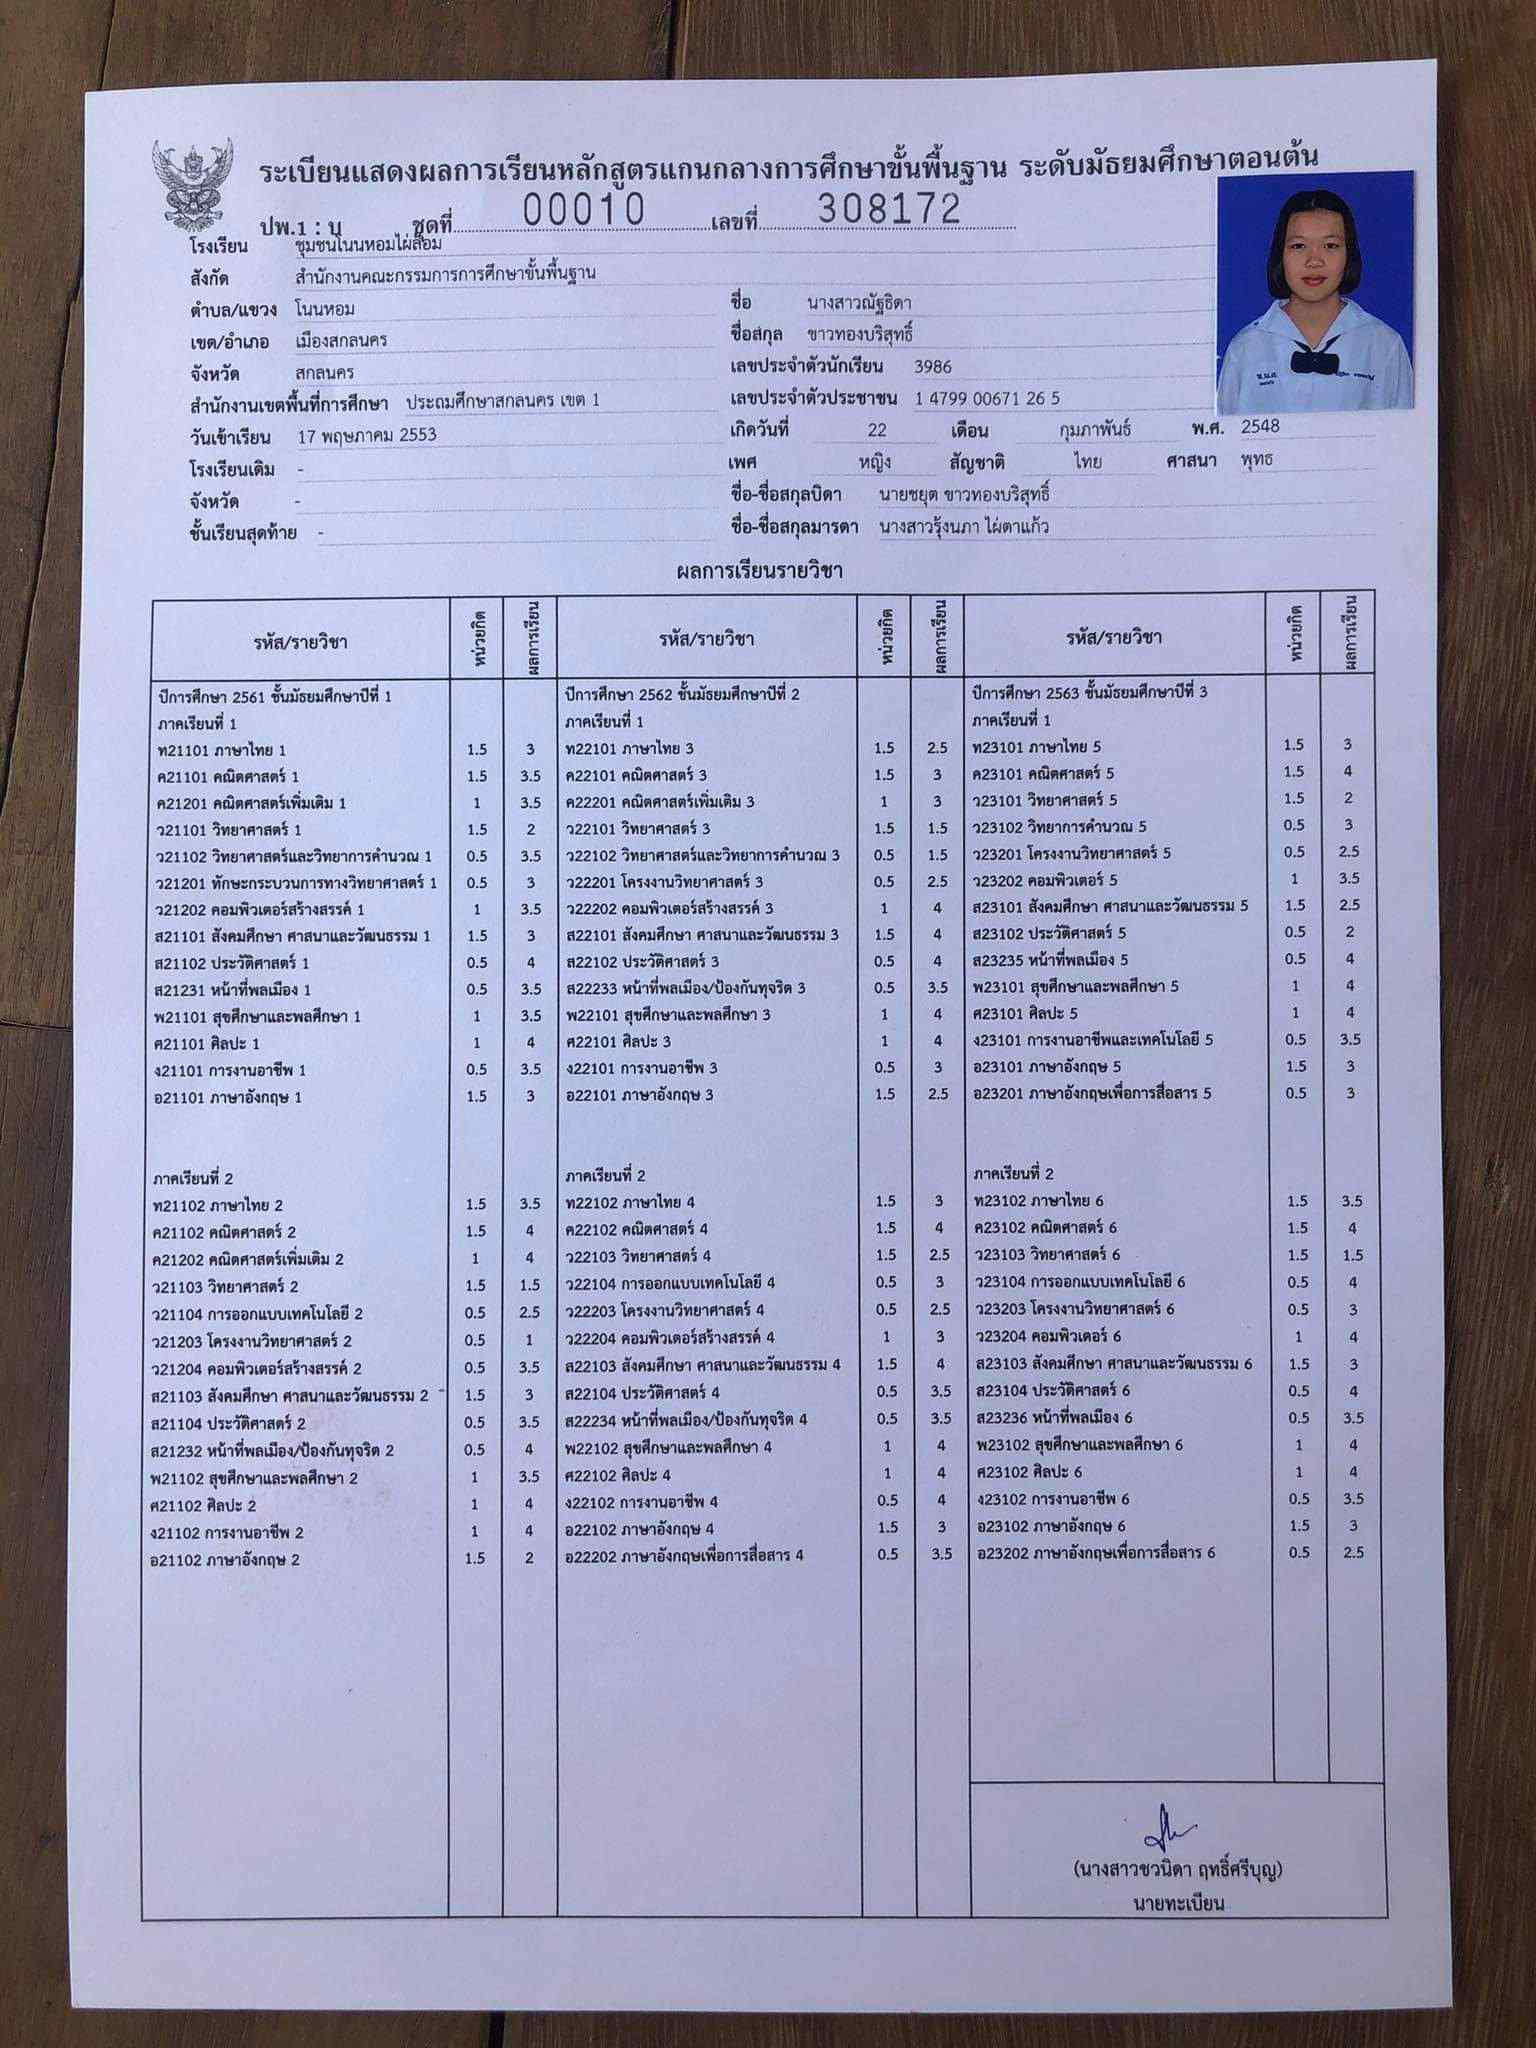 ระเบียนแสดงผลการเรียนหลักสูตรแกนกลางการศึกษาขั้นพื้นฐาน ระดับมัธยมศึกษาตอนต้น
ปพ.1 : บ ชุดที่ 00010 เลขที่ 308172
โรงเรียน ชุมชนโนนหอมไผ่ล้อม
สังกัด สำนักงานคณะกรรมการการศึกษาขั้นพื้นฐาน
ตำบล/แขวง โนนหอม
เขต/อำเภอ เมืองสกลนคร
จังหวัด สกลนคร
สำนักงานเขตพื้นที่การศึกษา ประถมศึกษาสกลนคร เขต 1
วันเข้าเรียน 17 พฤษภาคม 2553
โรงเรียนเดิม -
จังหวัด -
ชั้นเรียนสุดท้าย -
ชื่อ นางสาวณัฐธิดา
ชื่อสกุล ขาวทองบริสุทธิ์
เลขประจำตัวนักเรียน 3986
เลขประจำตัวประชาชน 1 4799 00671 26 5
เกิดวันที่ 22 เดือน กุมภาพันธ์ พ.ศ. 2548
เพศ หญิง สัญชาติ ไทย ศาสนา พุทธ
ชื่อ-ชื่อสกุลบิดา นายชยุต ขาวทองบริสุทธิ์
ชื่อ-ชื่อสกุลมารดา นางสาวรุ้งนภา ไผ่ตาแก้ว
ผลการเรียนรายวิชา
รหัส/รายวิชา หน่วยกิต ผลการเรียน
ปีการศึกษา 2561 ชั้นมัธยมศึกษาปีที่ 1
ภาคเรียนที่ 1
ท21101 ภาษาไทย 1 1.5 3
ค21101 คณิตศาสตร์ 1 1.5 3.5
ค21201 คณิตศาสตร์เพิ่มเติม 1 1 3.5
ว21101 วิทยาศาสตร์ 1 1.5 2
ว21102 วิทยาศาสตร์และวิทยาการคำนวณ 1 0.5 3.5
ว21201 ทักษะกระบวนการทางวิทยาศาสตร์ 1 0.5 3
ว21202 คอมพิวเตอร์สร้างสรรค์ 1 1 3.5
ส21101 สังคมศึกษา ศาสนาและวัฒนธรรม 1 1.5 3
ส21102 ประวัติศาสตร์ 1 0.5 4
ส21231 หน้าที่พลเมือง 1 0.5 3.5
พ21101 สุขศึกษาและพลศึกษา 1 1 3.5
ศ21101 ศิลปะ 1 1 4
ง21101 การงานอาชีพ 1 0.5 3.5
อ21101 ภาษาอังกฤษ 1 1.5 3
ภาคเรียนที่ 2
ท21102 ภาษาไทย 2 1.5 3.5
ค21102 คณิตศาสตร์ 2 1.5 4
ค21202 คณิตศาสตร์เพิ่มเติม 2 1 4
ว21103 วิทยาศาสตร์ 2 1.5 1.5
ว21104 การออกแบบเทคโนโลยี 2 0.5 2.5
ว21203 โครงงานวิทยาศาสตร์ 2 0.5 1
ว21204 คอมพิวเตอร์สร้างสรรค์ 2 0.5 3.5
ส21103 สังคมศึกษา ศาสนาและวัฒนธรรม 2 1.5 3
ส21104 ประวัติศาสตร์ 2 0.5 3.5
ส21232 หน้าที่พลเมือง/ป้องกันทุจริต 2 0.5 4
พ21102 สุขศึกษาและพลศึกษา 2 1 3.5
ศ21102 ศิลปะ 2 1 4
ง21102 การงานอาชีพ 2 1 4
อ21102 ภาษาอังกฤษ 2 1.5 2
รหัส/รายวิชา หน่วยกิต ผลการเรียน
ปีการศึกษา 2562 ชั้นมัธยมศึกษาปีที่ 2
ภาคเรียนที่ 1
ท22101 ภาษาไทย 3 1.5 2.5
ค22101 คณิตศาสตร์ 3 1.5 3
ค22201 คณิตศาสตร์เพิ่มเติม 3 1 3
ว22101 วิทยาศาสตร์ 3 1.5 1.5
ว22102 วิทยาศาสตร์และวิทยาการคำนวณ 3 0.5 1.5
ว22201 โครงงานวิทยาศาสตร์ 3 0.5 2.5
ว22202 คอมพิวเตอร์สร้างสรรค์ 3 1 4
ส22101 สังคมศึกษา ศาสนาและวัฒนธรรม 3 1.5 4
ส22102 ประวัติศาสตร์ 3 0.5 4
ส22233 หน้าที่พลเมือง/ป้องกันทุจริต 3 0.5 3.5
พ22101 สุขศึกษาและพลศึกษา 3 1 4
ศ22101 ศิลปะ 3 1 4
ง22101 การงานอาชีพ 3 0.5 3
อ22101 ภาษาอังกฤษ 3 1.5 2.5
ภาคเรียนที่ 2
ท22102 ภาษาไทย 4 1.5 3
ค22102 คณิตศาสตร์ 4 1.5 4
ว22103 วิทยาศาสตร์ 4 1.5 2.5
ว22104 การออกแบบเทคโนโลยี 4 0.5 3
ว22203 โครงงานวิทยาศาสตร์ 4 0.5 2.5
ว22204 คอมพิวเตอร์สร้างสรรค์ 4 1 3
ส22103 สังคมศึกษา ศาสนาและวัฒนธรรม 4 1.5 4
ส22104 ประวัติศาสตร์ 4 0.5 3.5
ส22234 หน้าที่พลเมือง/ป้องกันทุจริต 4 0.5 3.5
พ22102 สุขศึกษาและพลศึกษา 4 1 4
ศ22102 ศิลปะ 4 1 4
ง22102 การงานอาชีพ 4 0.5 4
อ22102 ภาษาอังกฤษ 4 1.5 3
อ22202 ภาษาอังกฤษเพื่อการสื่อสาร 4 0.5 3.5
รหัส/รายวิชา หน่วยกิต ผลการเรียน
ปีการศึกษา 2563 ชั้นมัธยมศึกษาปีที่ 3
ภาคเรียนที่ 1
ท23101 ภาษาไทย 5 1.5 3
ค23101 คณิตศาสตร์ 5 1.5 4
ว23101 วิทยาศาสตร์ 5 1.5 2
ว23102 วิทยาการคำนวณ 5 0.5 3
ว23201 โครงงานวิทยาศาสตร์ 5 0.5 2.5
ว23202 คอมพิวเตอร์ 5 1 3.5
ส23101 สังคมศึกษา ศาสนาและวัฒนธรรม 5 1.5 2.5
ส23102 ประวัติศาสตร์ 5 0.5 2
ส23235 หน้าที่พลเมือง 5 0.5 4
พ23101 สุขศึกษาและพลศึกษา 5 1 4
ศ23101 ศิลปะ 5 1 4
ง23101 การงานอาชีพและเทคโนโลยี 5 0.5 3.5
อ23101 ภาษาอังกฤษ 5 1.5 3
อ23201 ภาษาอังกฤษเพื่อการสื่อสาร 5 0.5 3
ภาคเรียนที่ 2
ท23102 ภาษาไทย 6 1.5 3.5
ค23102 คณิตศาสตร์ 6 1.5 4
ว23103 วิทยาศาสตร์ 6 1.5 1.5
ว23104 การออกแบบเทคโนโลยี 6 0.5 4
ว23203 โครงงานวิทยาศาสตร์ 6 0.5 3
ว23204 คอมพิวเตอร์ 6 1 4
ส23103 สังคมศึกษา ศาสนาและวัฒนธรรม 6 1.5 3
ส23104 ประวัติศาสตร์ 6 0.5 4
ส23236 หน้าที่พลเมือง 6 0.5 3.5
พ23102 สุขศึกษาและพลศึกษา 6 1 4
ศ23102 ศิลปะ 6 1 4
ง23102 การงานอาชีพ 6 0.5 3.5
อ23102 ภาษาอังกฤษ 6 1.5 3
อ23202 ภาษาอังกฤษเพื่อการสื่อสาร 6 0.5 2.5
(นางสาวชวนิดา ฤทธิ์ศรีบุญ)
นายทะเบียน